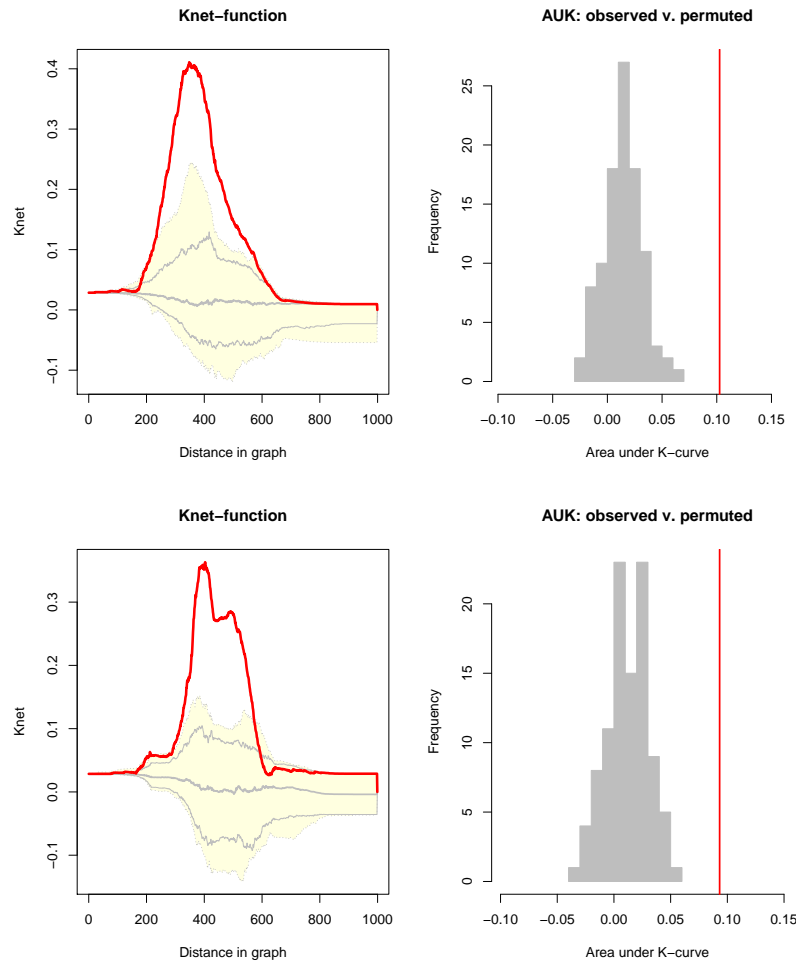 Knet−function
AUK: observed v. permuted
Knet
0.4
0.3
0.2
0.1
0.0
−0.1
0 200 400 600 800 1000
Distance in graph
Frequency
25
20
15
10
5
0
−0.10 −0.05 0.00 0.05 0.10 0.15
Area under K−curve
Knet−function
AUK: observed v. permuted
Knet
0.3
0.2
0.1
0.0
−0.1
0 200 400 600 800 1000
Distance in graph
Frequency
20
15
10
5
0
−0.10 −0.05 0.00 0.05 0.10 0.15
Area under K−curve